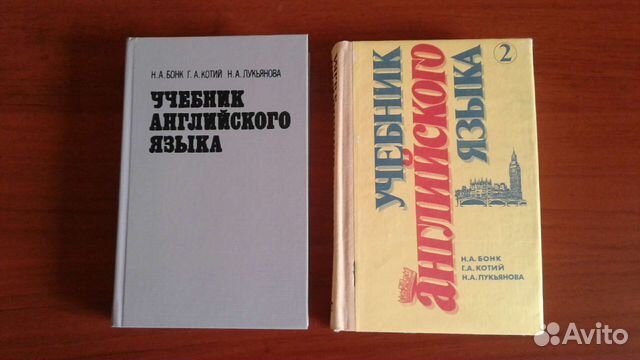 Н.А.БОНК Г.А.КОТИЙ Н.А.ЛУКЬЯНОВА
УЧЕБНИК
АНГЛИЙСКОГО
ЯЗЫКА
2
УЧЕБНИК
английского
ЯЗЫКА
Н.А.БОНК
Г.А.КОТИЙ
Н.А.ЛУКЬЯНОВА
Avito